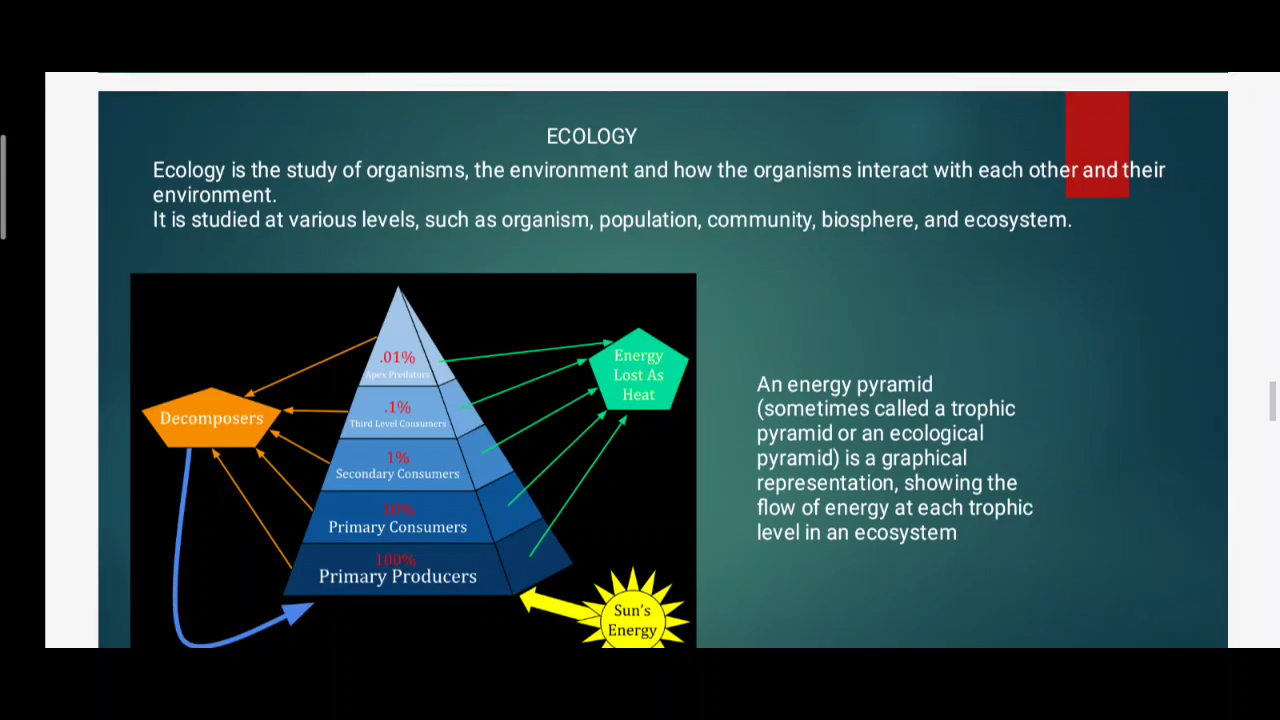 ECOLOGY
Ecology is the study of organisms, the environment and how the organisms interact with each other and their
environment.
It is studied at various levels, such as organism, population, community, biosphere, and ecosystem.
.01%
Apex Predators
.1%
Third Level Consumers
1%
Secondary Consumers
10%
Primary Consumers
100%
Primary Producers
Decomposers
Energy
Lost As
Heat
Sun's
Energy
An energy pyramid
(sometimes called a trophic
pyramid or an ecological
pyramid) is a graphical
representation, showing the
flow of energy at each trophic
level in an ecosystem